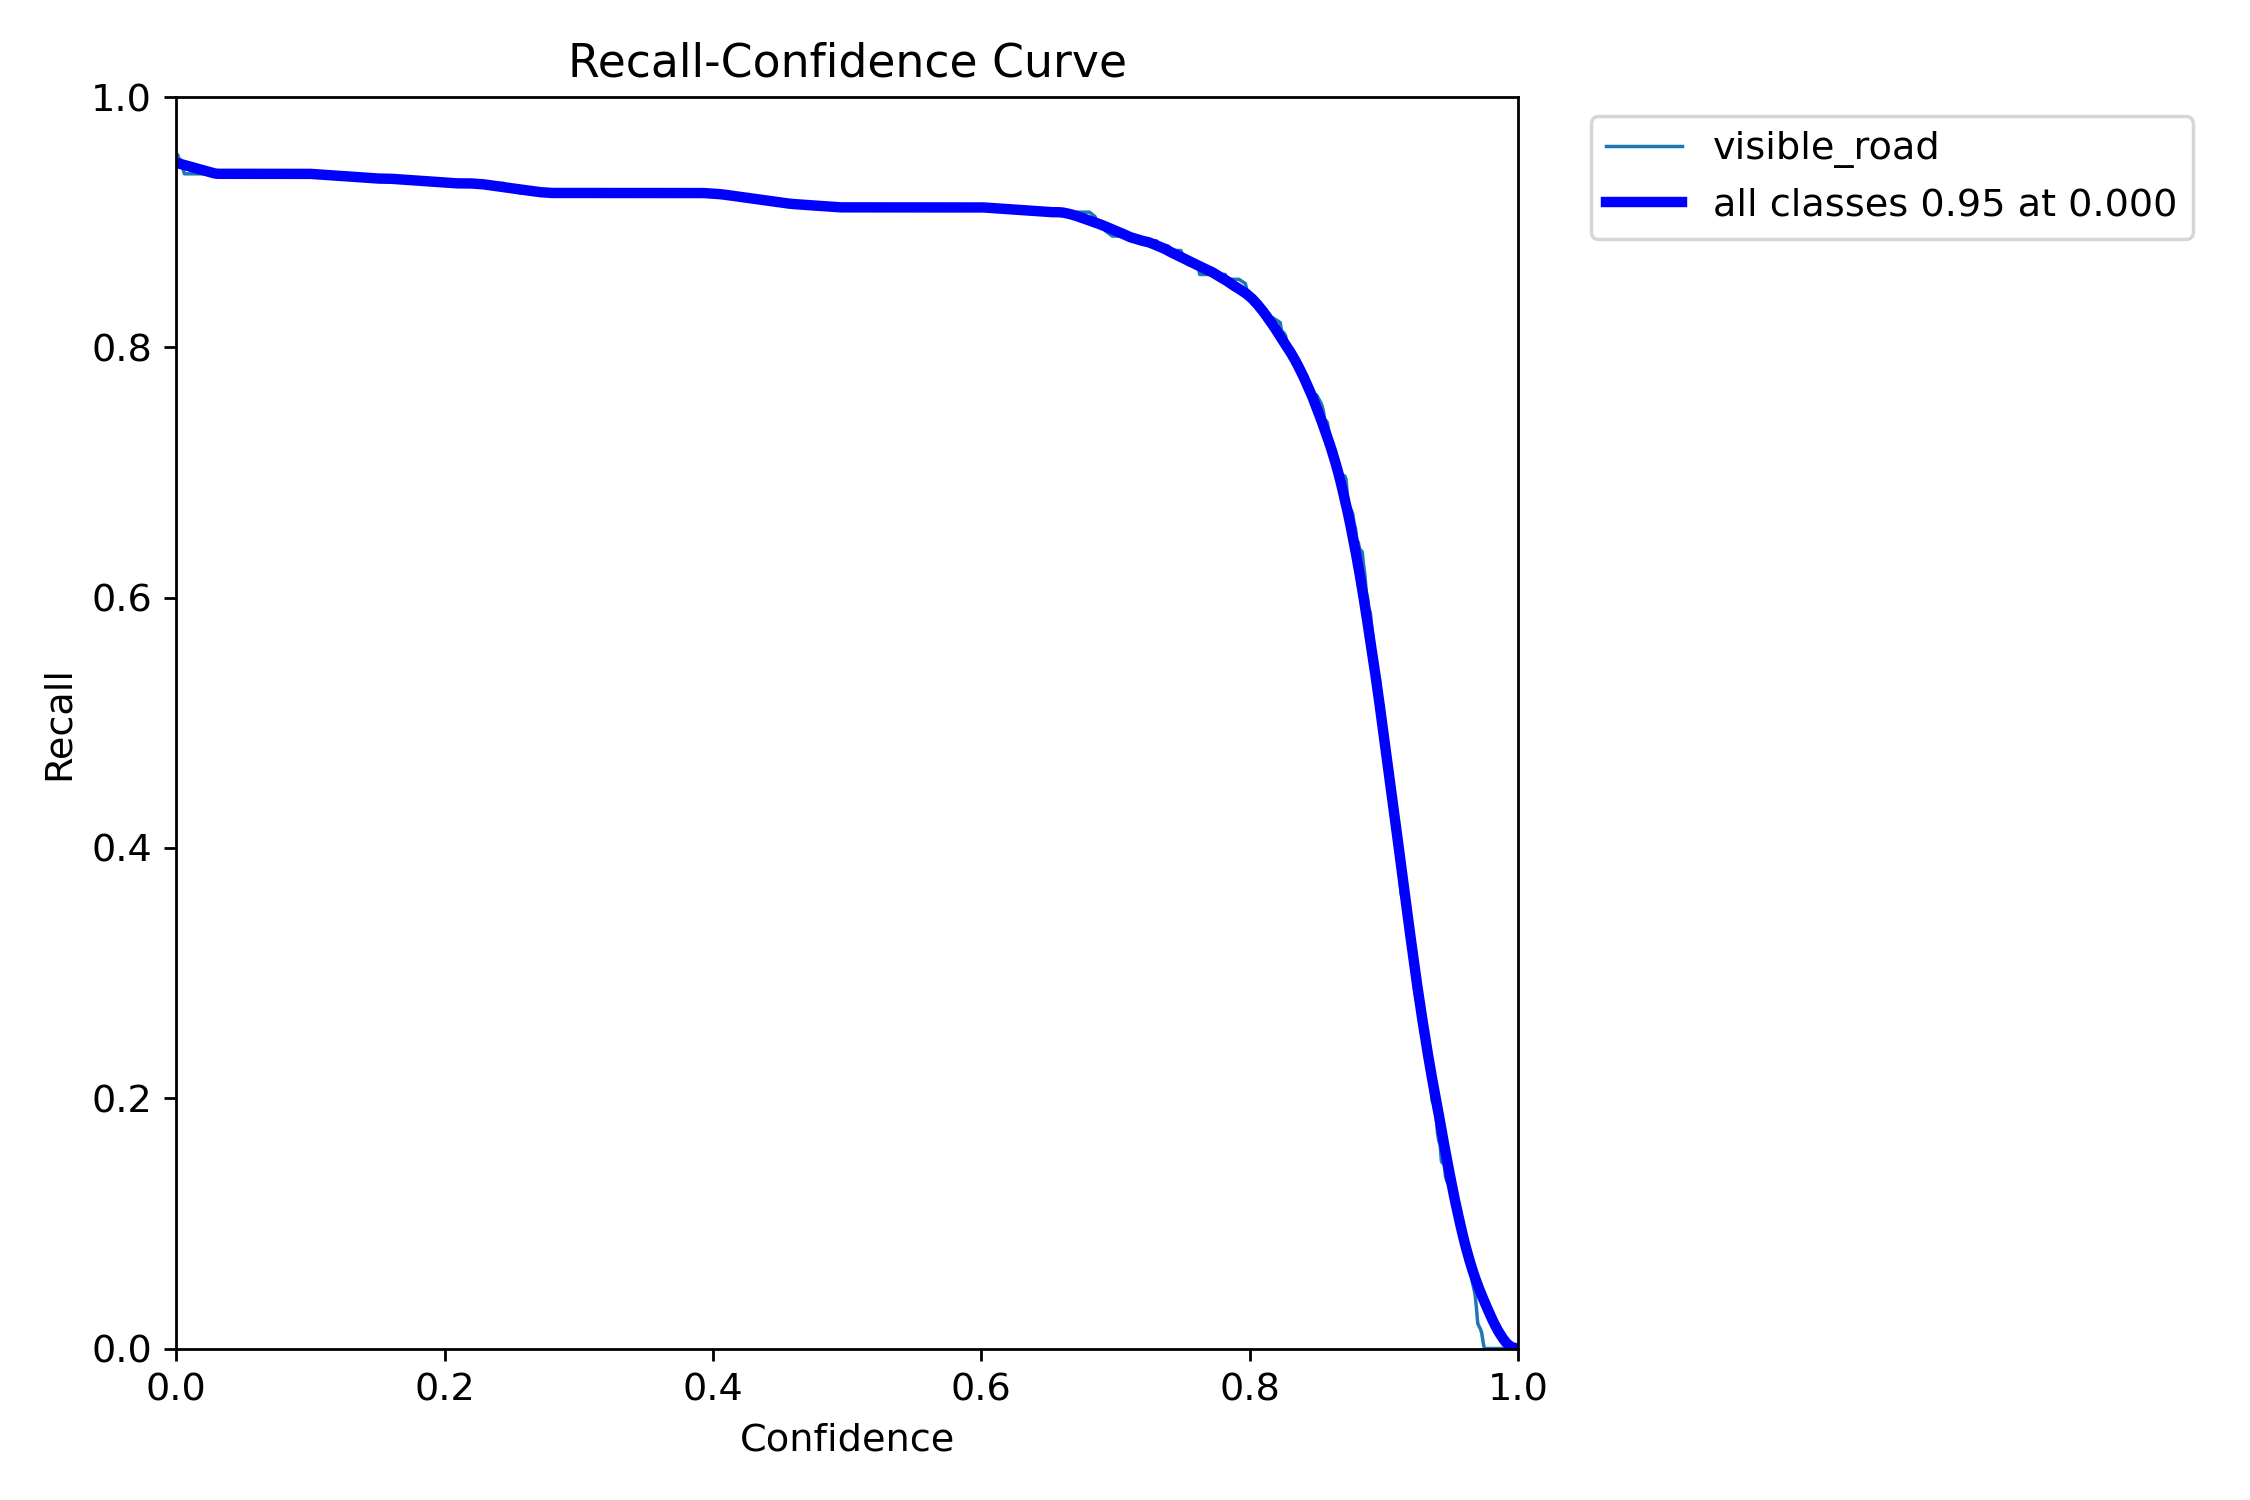 Recall-Confidence Curve
1.0
0.8
0.6
0.4
0.2
0.0
Recall
0.0 0.2 0.4 0.6 0.8 1.0
Confidence
visible_road
all classes 0.95 at 0.000